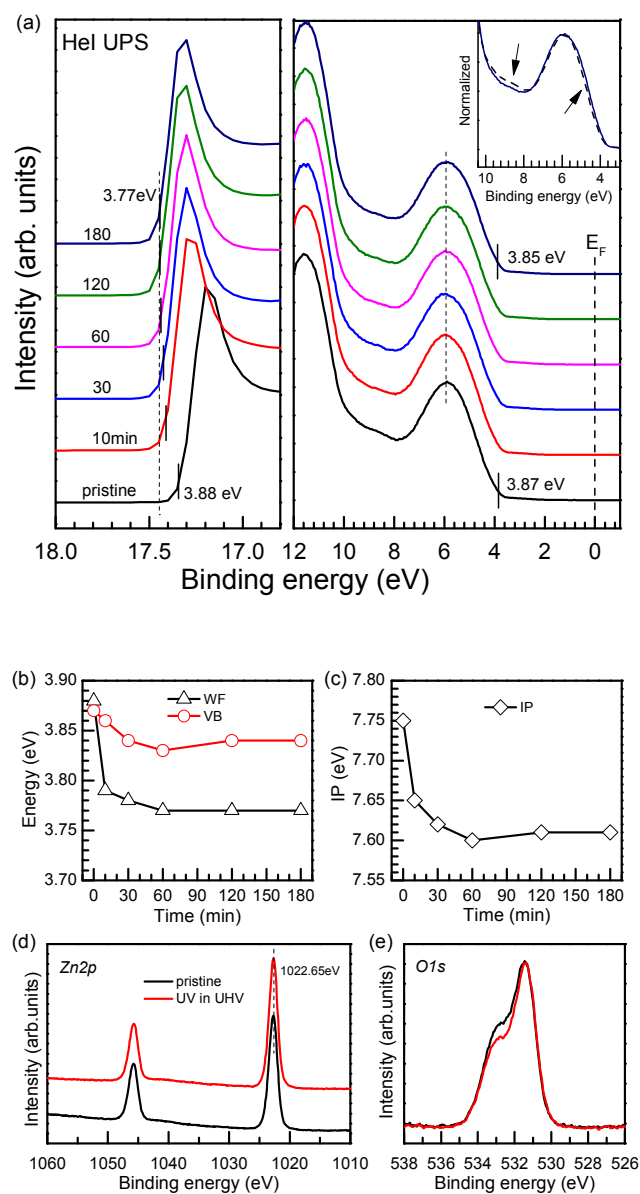 (a)
HeI UPS
3.77eV
180
120
60
30
10min
pristine
3.88 eV
3.85 eV
3.87 eV
E_F
Normalized
10 8 6 4
Binding energy (eV)
Intensity (arb. units)
18.0 17.5 17.0
12 10 8 6 4 2 0
Binding energy (eV)
(b)
3.90
3.85
3.80
3.75
3.70
WF
VB
Energy (eV)
0 30 60 90 120 150 180
Time (min)
(c)
7.80
7.75
7.70
7.65
7.60
7.55
IP
IP (eV)
0 30 60 90 120 150 180
Time (min)
(d)
Zn2p
pristine
UV in UHV
1022.65eV
Intensity (arb.units)
1060 1050 1040 1030 1020 1010
Binding energy (eV)
(e)
O1s
Intensity (arb.units)
538 536 534 532 530 528 526
Binding energy (eV)